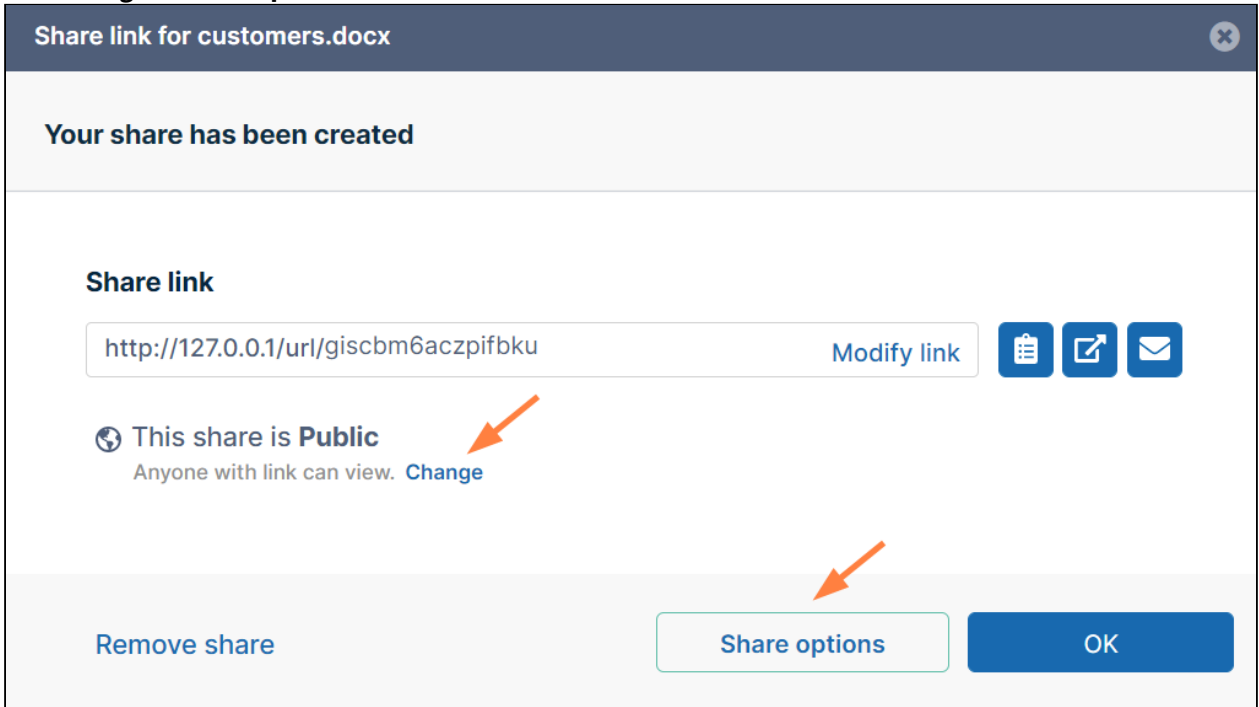 Share link for customers.docx
Your share has been created
Share link
http://127.0.0.1/url/giscbm6aczpifbku Modify link
This share is Public
Anyone with link can view. Change
Remove share Share options OK